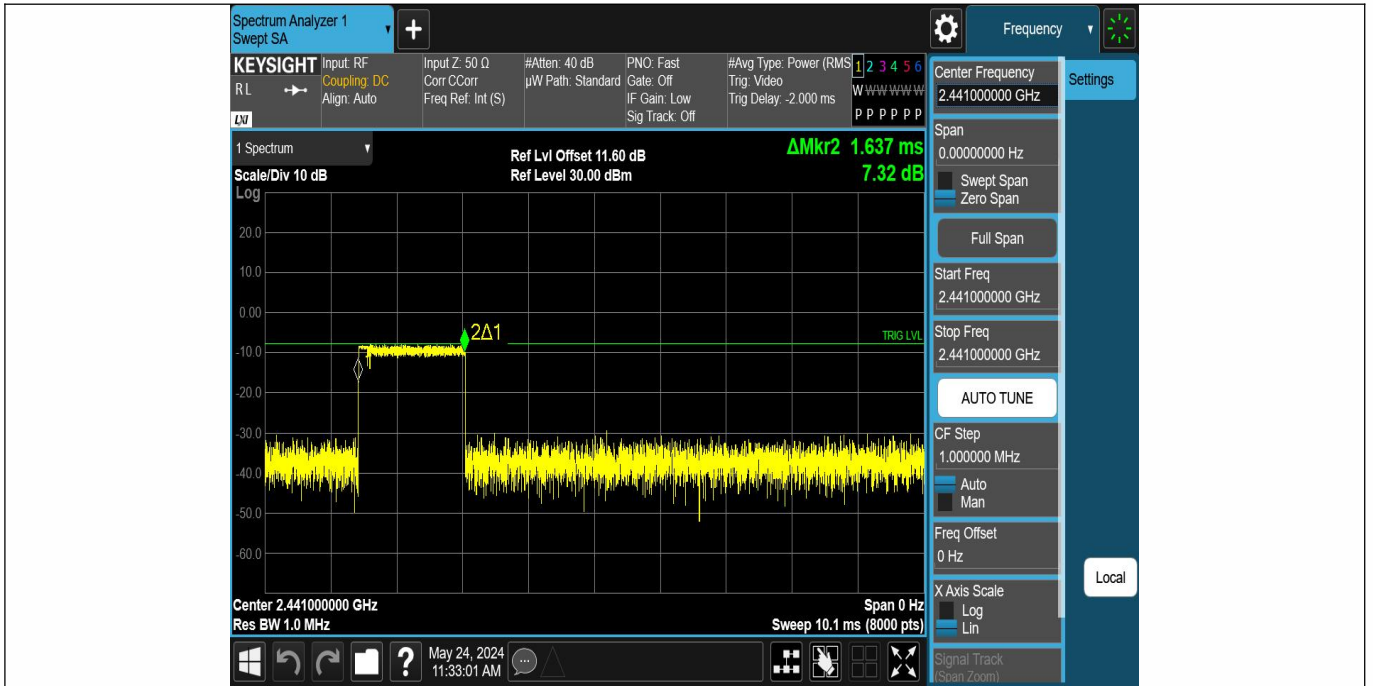 Spectrum Analyzer 1
Swept SA
+
Frequency
KEYSIGHT
RL
LXI
Input: RF
Coupling: DC
Align: Auto
Input Z: 50 Ω
Corr CCorr
Freq Ref: Int (S)
#Atten: 40 dB
µW Path: Standard
PNO: Fast
Gate: Off
IF Gain: Low
Sig Track: Off
#Avg Type: Power (RMS
Trig: Video
Trig Delay: -2.000 ms
1 2 3 4 5 6
W W W W W W
P P P P P P
1 Spectrum
Scale/Div 10 dB
Ref Lvl Offset 11.60 dB
Ref Level 30.00 dBm
ΔMkr2 1.637 ms
7.32 dB
Log
20.0
10.0
0.00
-10.0
-20.0
-30.0
-40.0
-50.0
-60.0
2Δ1
TRIG LVL
Center 2.441000000 GHz
Res BW 1.0 MHz
Span 0 Hz
Sweep 10.1 ms (8000 pts)
?
May 24, 2024
11:33:01 AM
Center Frequency
2.441000000 GHz
Settings
Span
0.00000000 Hz
Swept Span
Zero Span
Full Span
Start Freq
2.441000000 GHz
Stop Freq
2.441000000 GHz
AUTO TUNE
CF Step
1.000000 MHz
Auto
Man
Freq Offset
0 Hz
X Axis Scale
Log
Lin
Local
Signal Track
(Span Zoom)